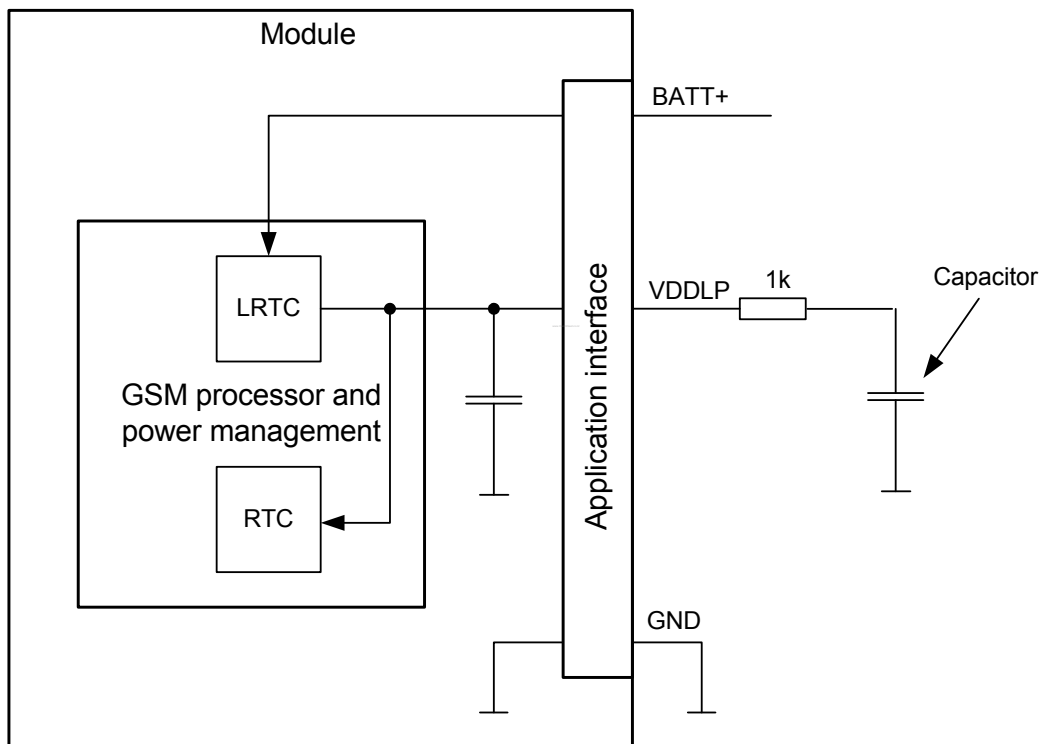 Module
BATT+
LRTC
VDDLP
1k
Capacitor
GSM processor and
power management
Application interface
RTC
GND